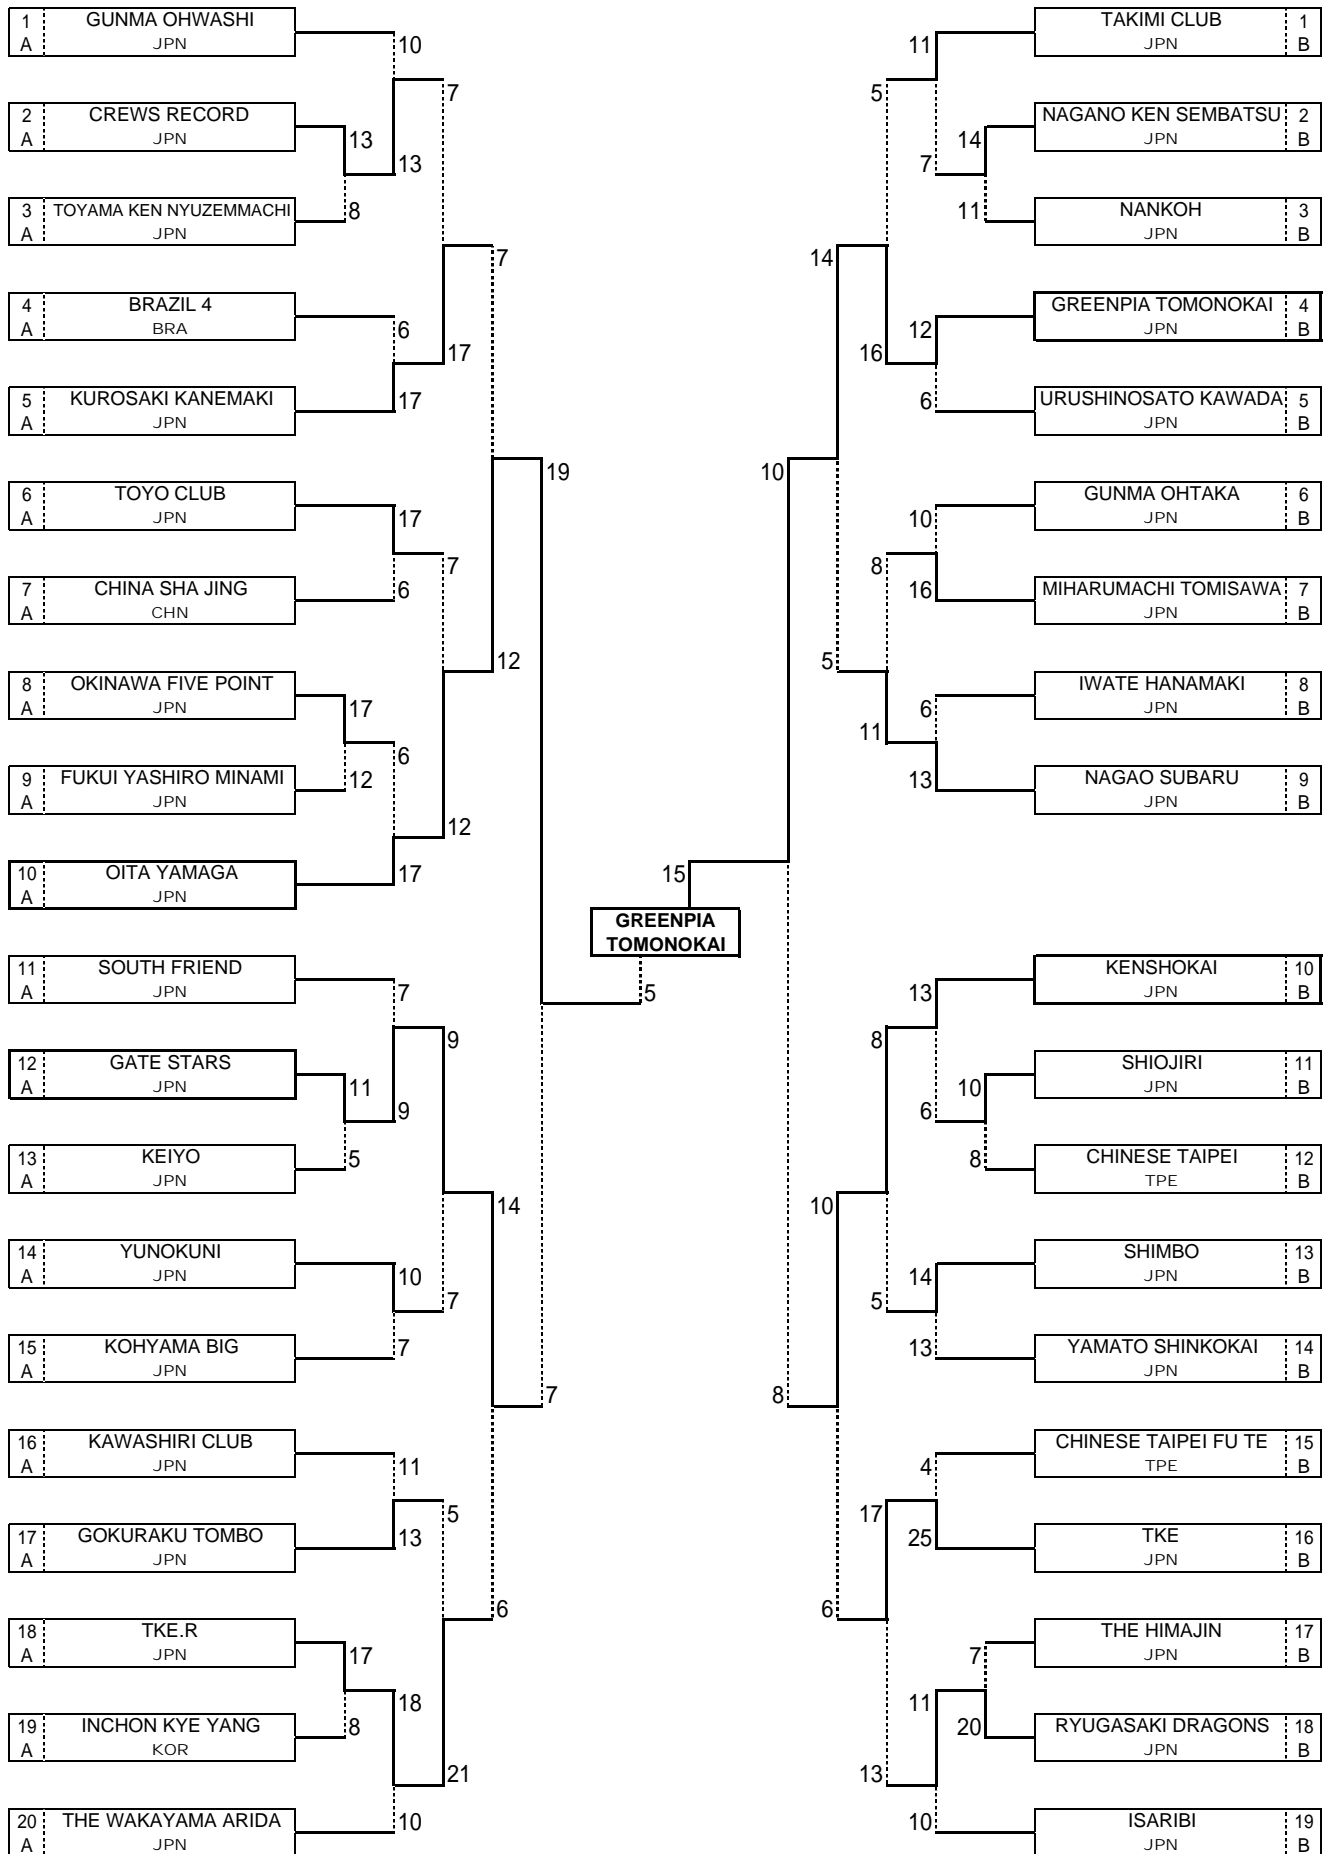 1 GUNMA OHWASHI
A JPN
2 CREWS RECORD
A JPN
3 TOYAMA KEN NYUZEMMACHI
A JPN
4 BRAZIL 4
A BRA
5 KUROSAKI KANEMAKI
A JPN
6 TOYO CLUB
A JPN
7 CHINA SHA JING
A CHN
8 OKINAWA FIVE POINT
A JPN
9 FUKUI YASHIRO MINAMI
A JPN
10 OITA YAMAGA
A JPN
11 SOUTH FRIEND
A JPN
12 GATE STARS
A JPN
13 KEIYO
A JPN
14 YUNOKUNI
A JPN
15 KOHYAMA BIG
A JPN
16 KAWASHIRI CLUB
A JPN
17 GOKURAKU TOMBO
A JPN
18 TKE.R
A JPN
19 INCHON KYE YANG
A KOR
20 THE WAKAYAMA ARIDA
A JPN
13
8
17
12
11
5
17
8
10
13
6
17
17
6
6
17
7
9
10
7
11
13
18
10
7
17
7
12
9
7
5
21
7
12
14
6
19
7
5
GREENPIA
TOMONOKAI
15
10
8
14
5
10
6
5
16
8
11
8
5
17
13
11
7
12
6
10
16
6
13
13
6
14
13
4
25
11
10
14
11
10
8
7
20
TAKIMI CLUB 1
JPN B
NAGANO KEN SEMBATSU 2
JPN B
NANKOH 3
JPN B
GREENPIA TOMONOKAI 4
JPN B
URUSHINOSATO KAWADA 5
JPN B
GUNMA OHTAKA 6
JPN B
MIHARUMACHI TOMISAWA 7
JPN B
IWATE HANAMAKI 8
JPN B
NAGAO SUBARU 9
JPN B
KENSHOKAI 10
JPN B
SHIOJIRI 11
JPN B
CHINESE TAIPEI 12
TPE B
SHIMBO 13
JPN B
YAMATO SHINKOKAI 14
JPN B
CHINESE TAIPEI FU TE 15
TPE B
TKE 16
JPN B
THE HIMAJIN 17
JPN B
RYUGASAKI DRAGONS 18
JPN B
ISARIBI 19
JPN B